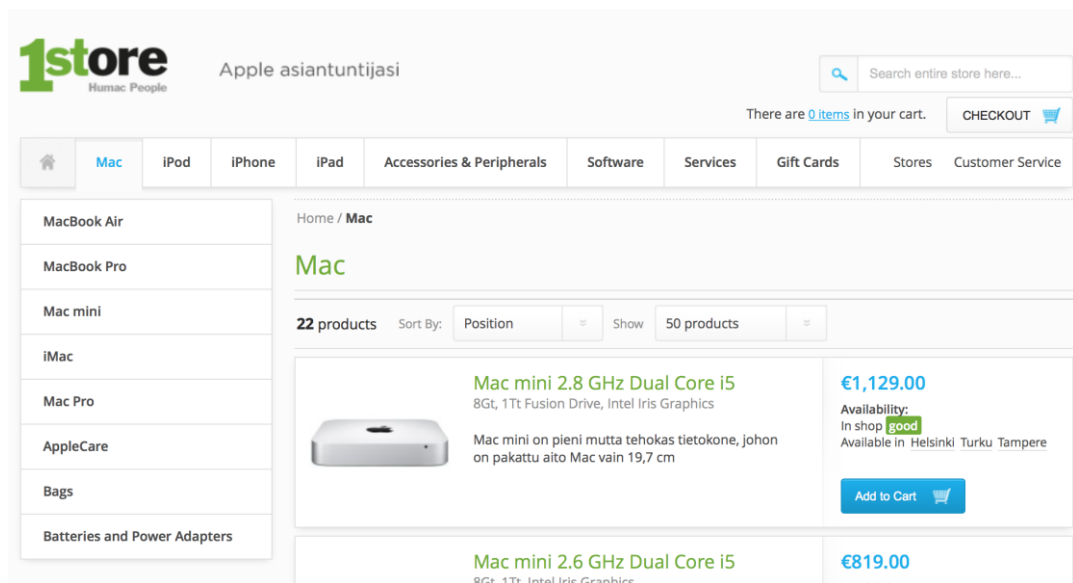 1store
Humac People
Apple asiantuntijasi
Search entire store here...
There are 0 items in your cart.
CHECKOUT
Mac
iPod
iPhone
iPad
Accessories & Peripherals
Software
Services
Gift Cards
Stores
Customer Service
MacBook Air
MacBook Pro
Mac mini
iMac
Mac Pro
AppleCare
Bags
Batteries and Power Adapters
Home / Mac
Mac
22 products
Sort By:
Position
Show
50 products
Mac mini 2.8 GHz Dual Core i5
8Gt, 1Tt Fusion Drive, Intel Iris Graphics
Mac mini on pieni mutta tehokas tietokone, johon
on pakattu aito Mac vain 19,7 cm
€1,129.00
Availability:
In shop good
Available in Helsinki Turku Tampere
Add to Cart
Mac mini 2.6 GHz Dual Core i5
8Gt, 1Tt, Intel Iris Graphics
€819.00